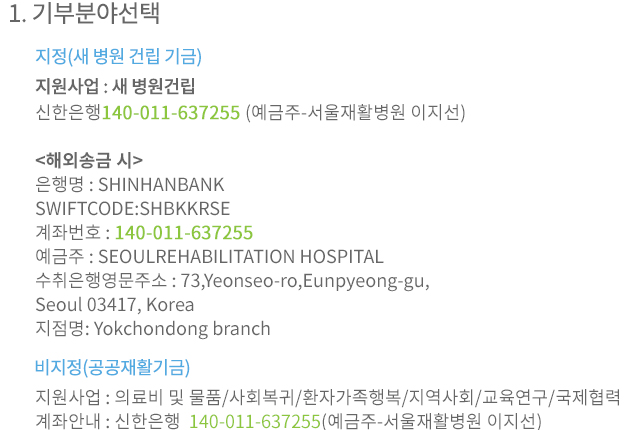 1. 기부분야선택
지정(새 병원 건립 기금)
지원사업 : 새 병원건립
신한은행140-011-637255 (예금주-서울재활병원 이지선)
<해외송금 시>
은행명 : SHINHANBANK
SWIFTCODE:SHBKKRSE
계좌번호 : 140-011-637255
예금주 : SEOULREHABILITATION HOSPITAL
수취은행영문주소 : 73,Yeonseo-ro,Eunpyeong-gu,
Seoul 03417, Korea
지점명: Yokchondong branch
비지정(공공재활기금)
지원사업 : 의료비 및 물품/사회복귀/환자가족행복/지역사회/교육연구/국제협력
계좌안내 : 신한은행 140-011-637255(예금주-서울재활병원 이지선)